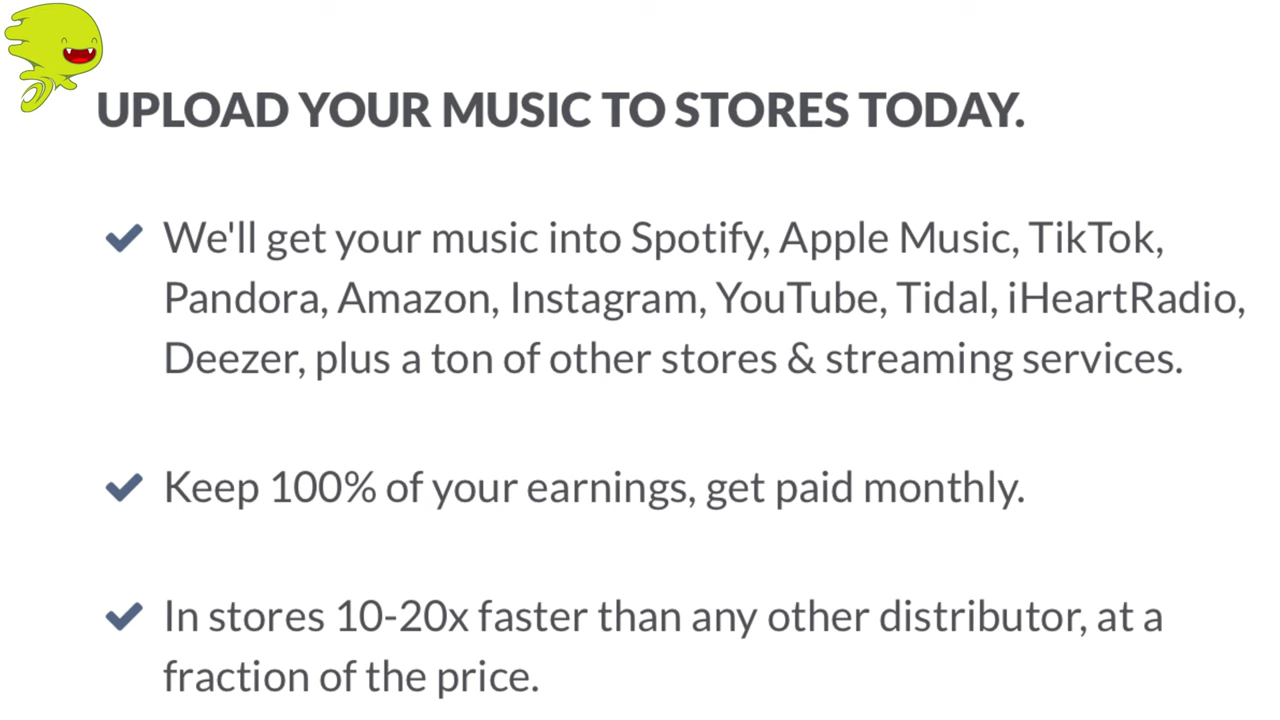 UPLOAD YOUR MUSIC TO STORES TODAY.
We'll get your music into Spotify, Apple Music, TikTok,
Pandora, Amazon, Instagram, YouTube, Tidal, iHeartRadio,
Deezer, plus a ton of other stores & streaming services.
Keep 100% of your earnings, get paid monthly.
In stores 10-20x faster than any other distributor, at a
fraction of the price.